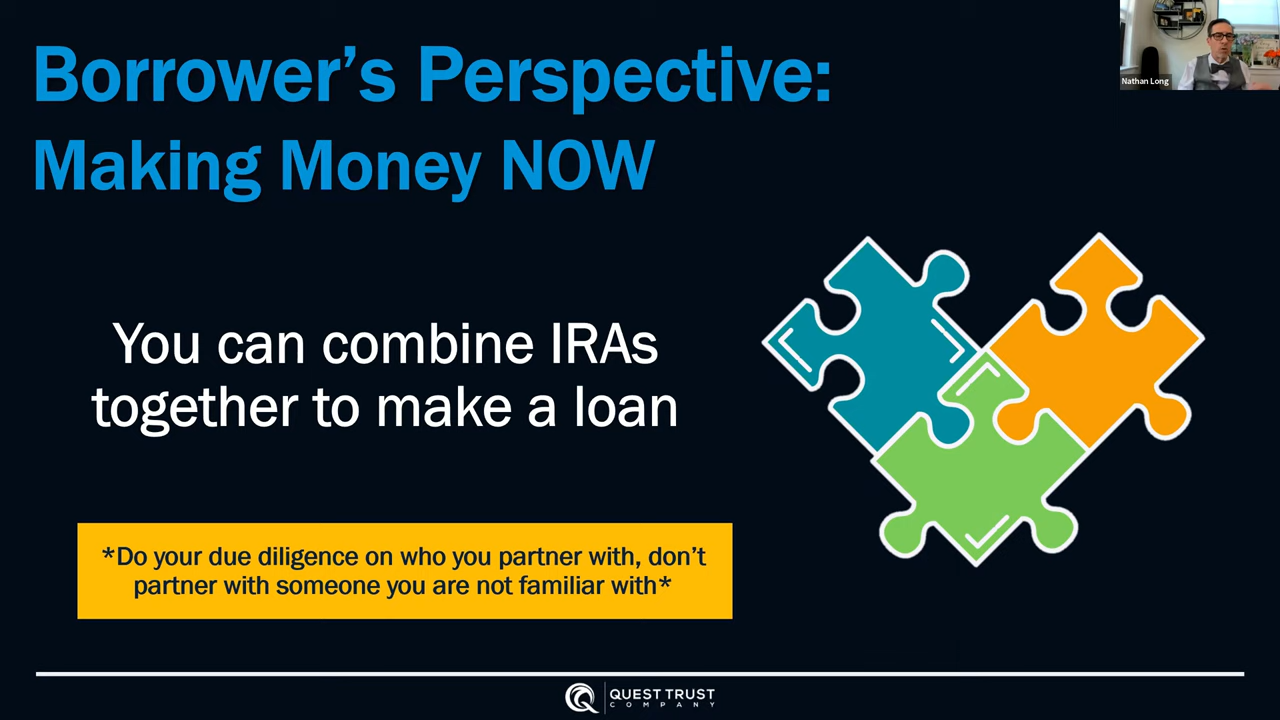 Borrower’s Perspective:
Making Money NOW
Nathan Long
You can combine IRAs
together to make a loan
*Do your due diligence on who you partner with, don’t
partner with someone you are not familiar with*
QUEST TRUST
COMPANY